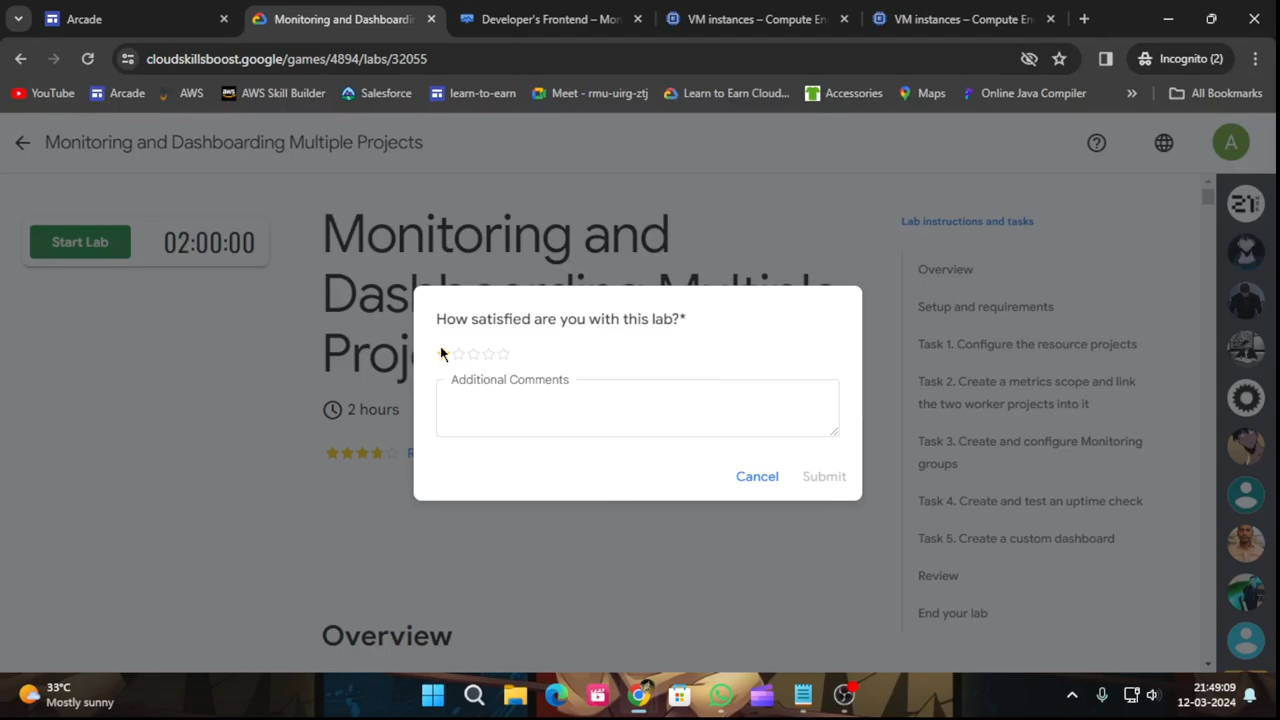 Arcade
Monitoring and Dashboardin
Developer's Frontend – Mon
VM instances – Compute En
VM instances – Compute En
cloudskillsboost.google/games/4894/labs/32055
Incognito (2)
YouTube
Arcade
AWS
AWS Skill Builder
Salesforce
learn-to-earn
Meet - rmu-uirg-ztj
Learn to Earn Cloud...
Accessories
Maps
Online Java Compiler
»
All Bookmarks
Monitoring and Dashboarding Multiple Projects
A
Start Lab
02:00:00
Monitoring and
Dashboarding Multiple
Proj
2 hours
Lab instructions and tasks
Overview
Setup and requirements
Task 1. Configure the resource projects
Task 2. Create a metrics scope and link
the two worker projects into it
Task 3. Create and configure Monitoring
groups
Task 4. Create and test an uptime check
Task 5. Create a custom dashboard
Review
End your lab
How satisfied are you with this lab?*
Additional Comments
Cancel
Submit
Overview
33°C
Mostly sunny
21:49:09
12-03-2024